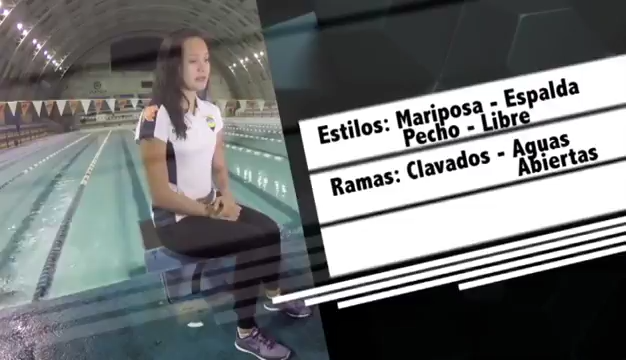 Estilos: Mariposa - Espalda
Pecho - Libre
Ramas: Clavados - Aguas
Abiertas